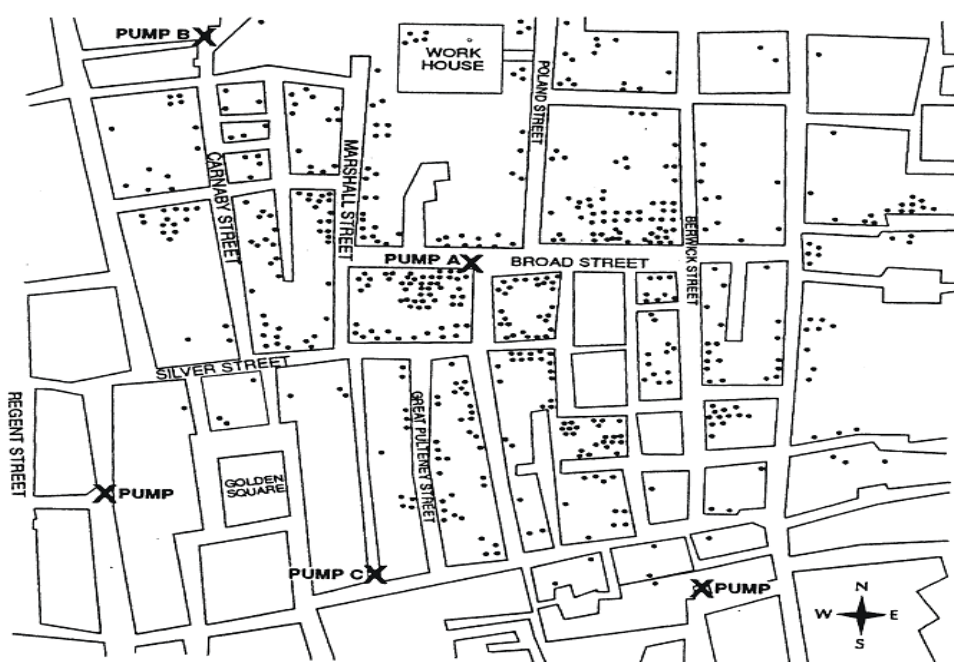 PUMP B
WORK
HOUSE
POLAND STREET
CARNABY STREET
MARSHALL STREET
BERWICK STREET
PUMP A
BROAD STREET
SILVER STREET
REGENT STREET
GREAT PULTENEY STREET
GOLDEN
SQUARE
PUMP
PUMP C
PUMP
N
W E
S